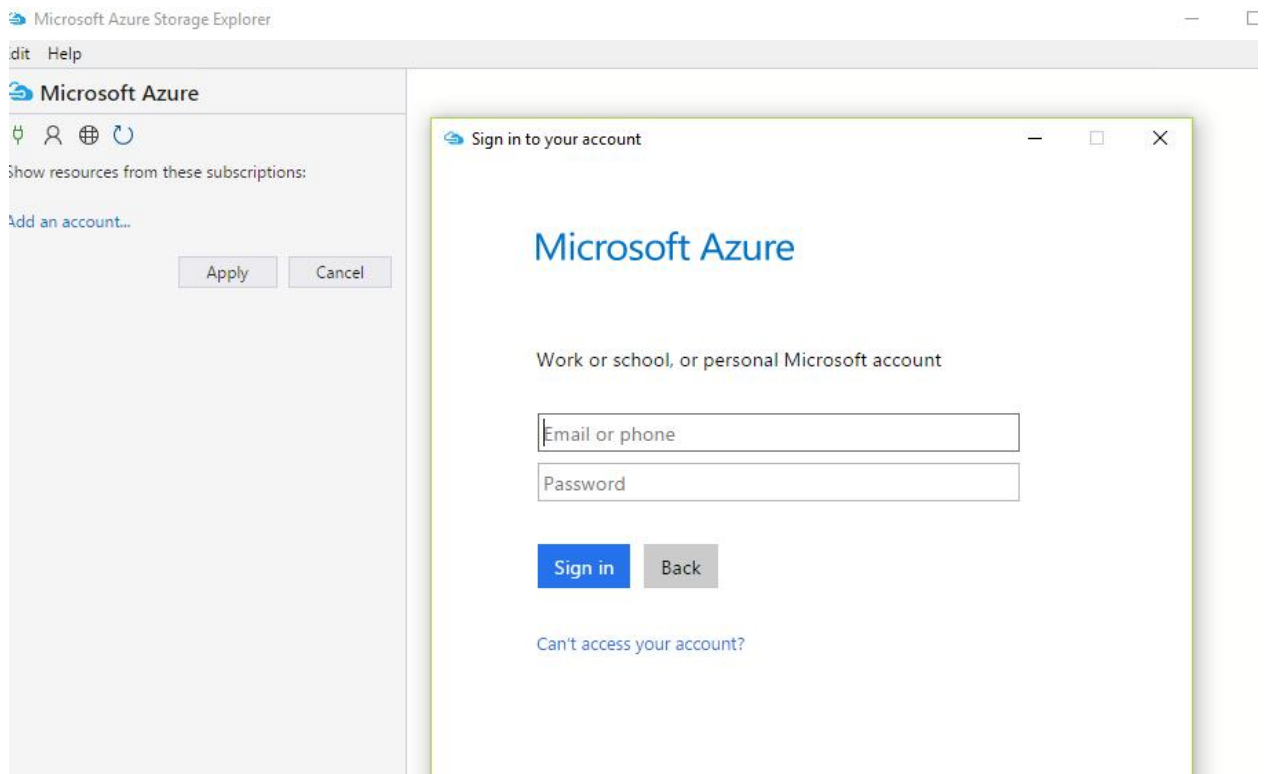 Microsoft Azure Storage Explorer
dit Help
Microsoft Azure
Show resources from these subscriptions:
Add an account...
Apply Cancel
Sign in to your account
Microsoft Azure
Work or school, or personal Microsoft account
Email or phone
Password
Sign in Back
Can't access your account?